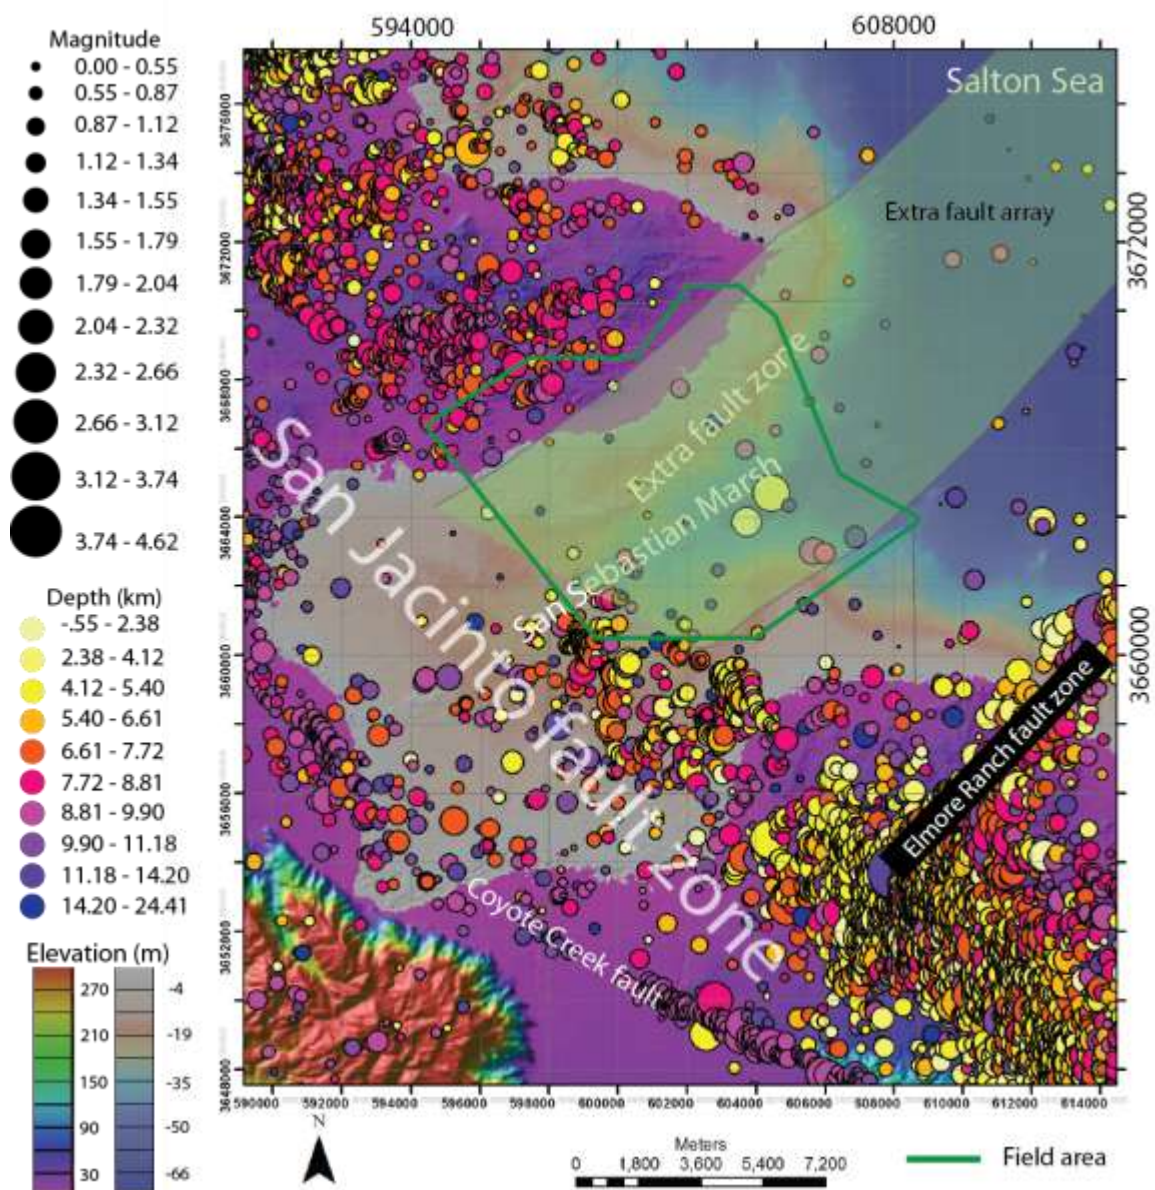 594000
608000
Magnitude
0.00 - 0.55
0.55 - 0.87
0.87 - 1.12
1.12 - 1.34
1.34 - 1.55
1.55 - 1.79
1.79 - 2.04
2.04 - 2.32
2.32 - 2.66
2.66 - 3.12
3.12 - 3.74
3.74 - 4.62
Depth (km)
-.55 - 2.38
2.38 - 4.12
4.12 - 5.40
5.40 - 6.61
6.61 - 7.72
7.72 - 8.81
8.81 - 9.90
9.90 - 11.18
11.18 - 14.20
14.20 - 24.41
Elevation (m)
270
210
150
90
30
-4
-19
-35
-50
-66
3676000
3672000
3668000
3664000
3660000
3656000
3652000
3648000
Salton Sea
Extra fault array
Extra fault zone
San Sebastian Marsh
San Jacinto fault zone
Coyote Creek fault
Elmore Ranch fault zone
3672000
3660000
590000 592000 594000 596000 598000 600000 602000 604000 606000 608000 610000 612000 614000
N
Meters
0 1,800 3,600 5,400 7,200
Field area